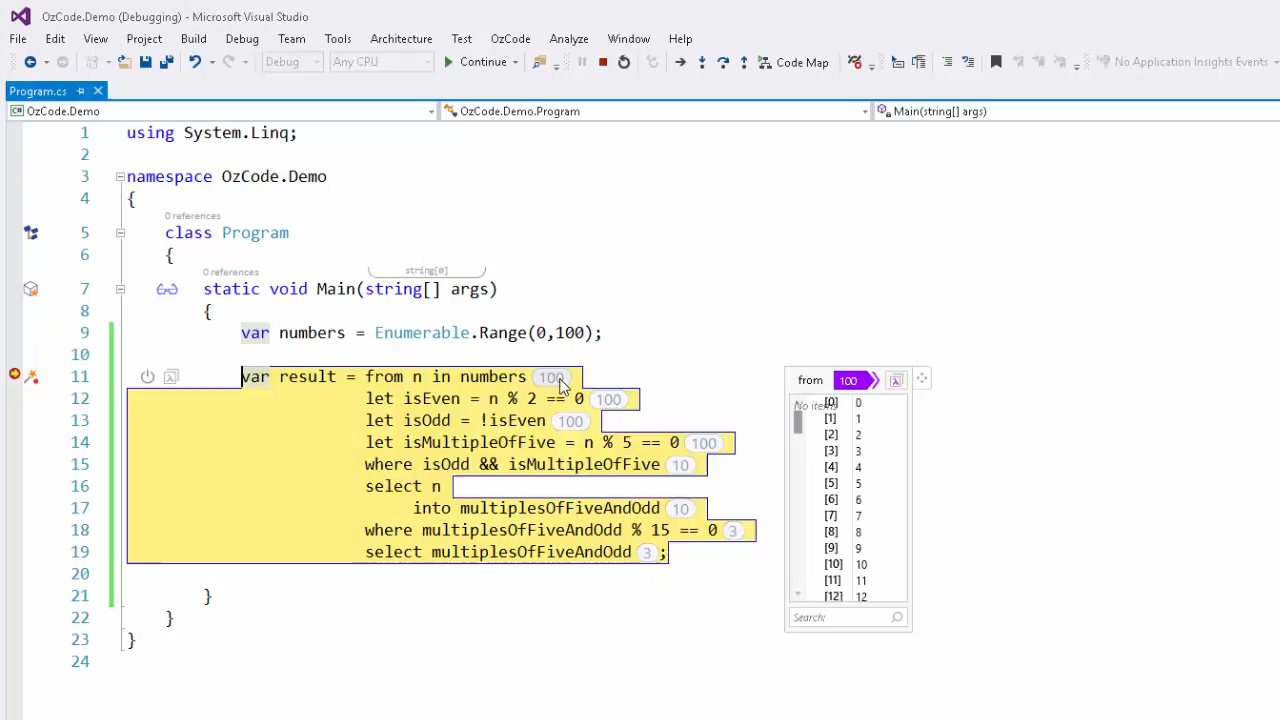 OzCode.Demo (Debugging) - Microsoft Visual Studio
File Edit View Project Build Debug Team Tools Architecture Test OzCode Analyze Window Help
Debug Any CPU Continue Code Map No Application Insights Events
Program.cs
C# OzCode.Demo OzCode.Demo.Program Main(string[] args)
1 using System.Linq;
2
3 namespace OzCode.Demo
4 {
0 references
5 class Program
6 {
0 references string[0]
7 static void Main(string[] args)
8 {
9 var numbers = Enumerable.Range(0,100);
10
11 var result = from n in numbers 100
12 let isEven = n % 2 == 0 100
13 let isOdd = !isEven 100
14 let isMultipleOfFive = n % 5 == 0 100
15 where isOdd && isMultipleOfFive 10
16 select n
17 into multiplesOfFiveAndOdd 10
18 where multiplesOfFiveAndOdd % 15 == 0 3
19 select multiplesOfFiveAndOdd 3 ;
20
21 }
22 }
23 }
24
from 100
No items
[0] 0
[1] 1
[2] 2
[3] 3
[4] 4
[5] 5
[6] 6
[7] 7
[8] 8
[9] 9
[10] 10
[11] 11
[12] 12
Search: